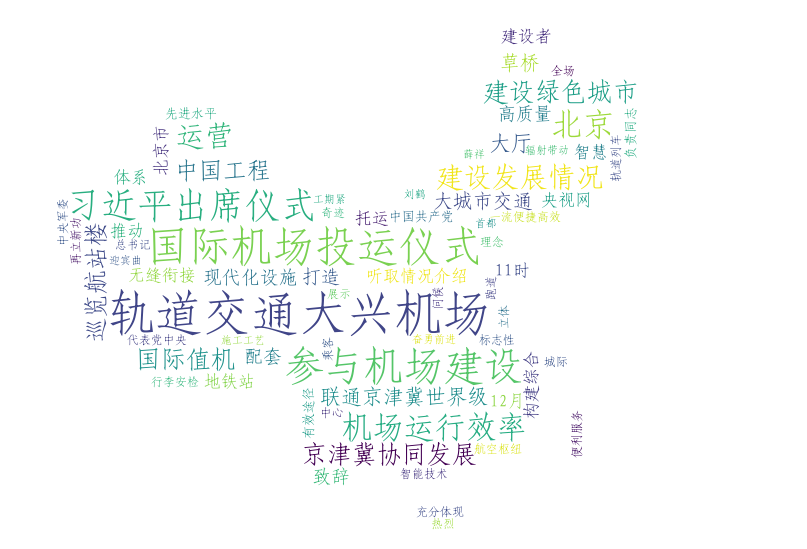 建设者
草桥
全场
建设绿色城市
先进水平
高质量
北京
负责同志
运营
北京市
大厅
智慧
辐射带动
轨道列车
薛祥
中国工程
建设发展情况
体系
习近平出席仪式
工期紧
刘鹤
大城市交通
央视网
奇迹
托运
中国共产党
一流便捷高效
首都
中央军委
再立新功
推动
巡览航站楼
总书记
迎宾曲
国际机场投运仪式
理念
无缝衔接
现代化设施
打造
听取情况介绍
11时
跑道
问候
展示
轨道交通大兴机场
立体
代表党中央
施工工艺
乘客
奋勇前进
标志性
国际值机
配套
参与机场建设
构建综合
城际
行李安检
地铁站
联通京津冀世界级
12月
有效途径
中心
机场运行效率
便利服务
京津冀协同发展
航空枢纽
致辞
智能技术
充分体现
热烈